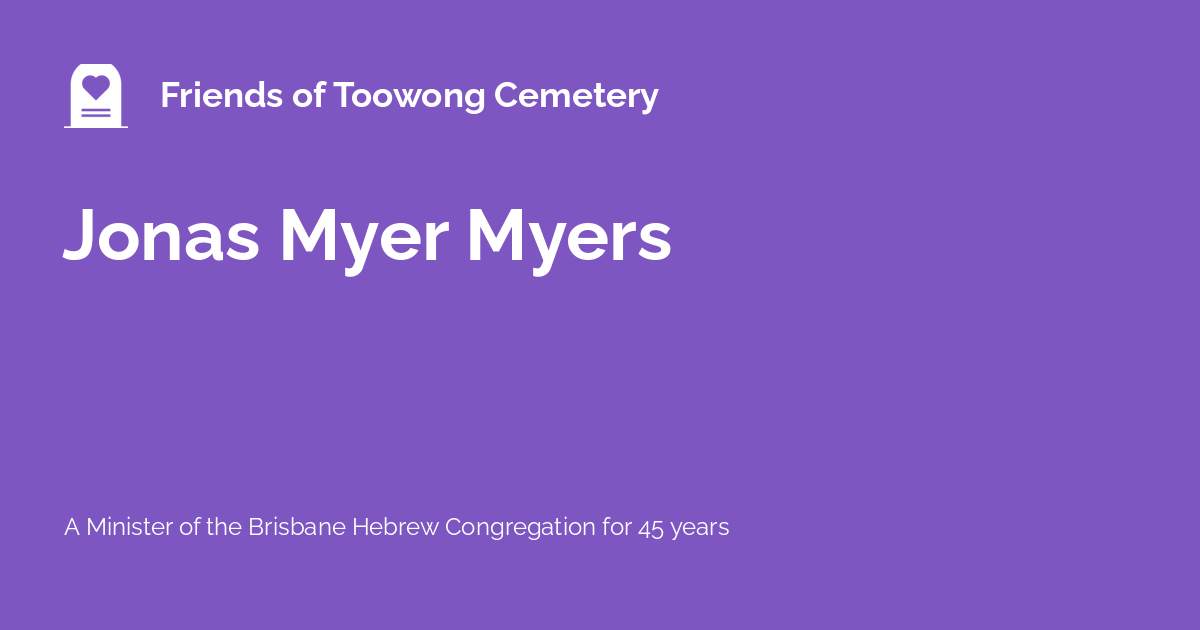 Friends of Toowong Cemetery
Jonas Myer Myers
A Minister of the Brisbane Hebrew Congregation for 45 years